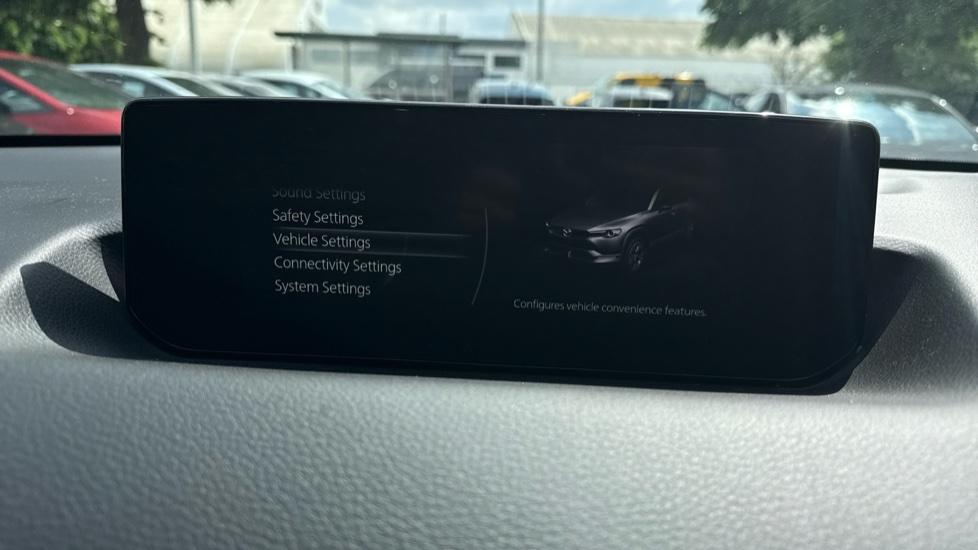 Sound Settings
Safety Settings
Vehicle Settings
Connectivity Settings
System Settings
Configures vehicle convenience features.